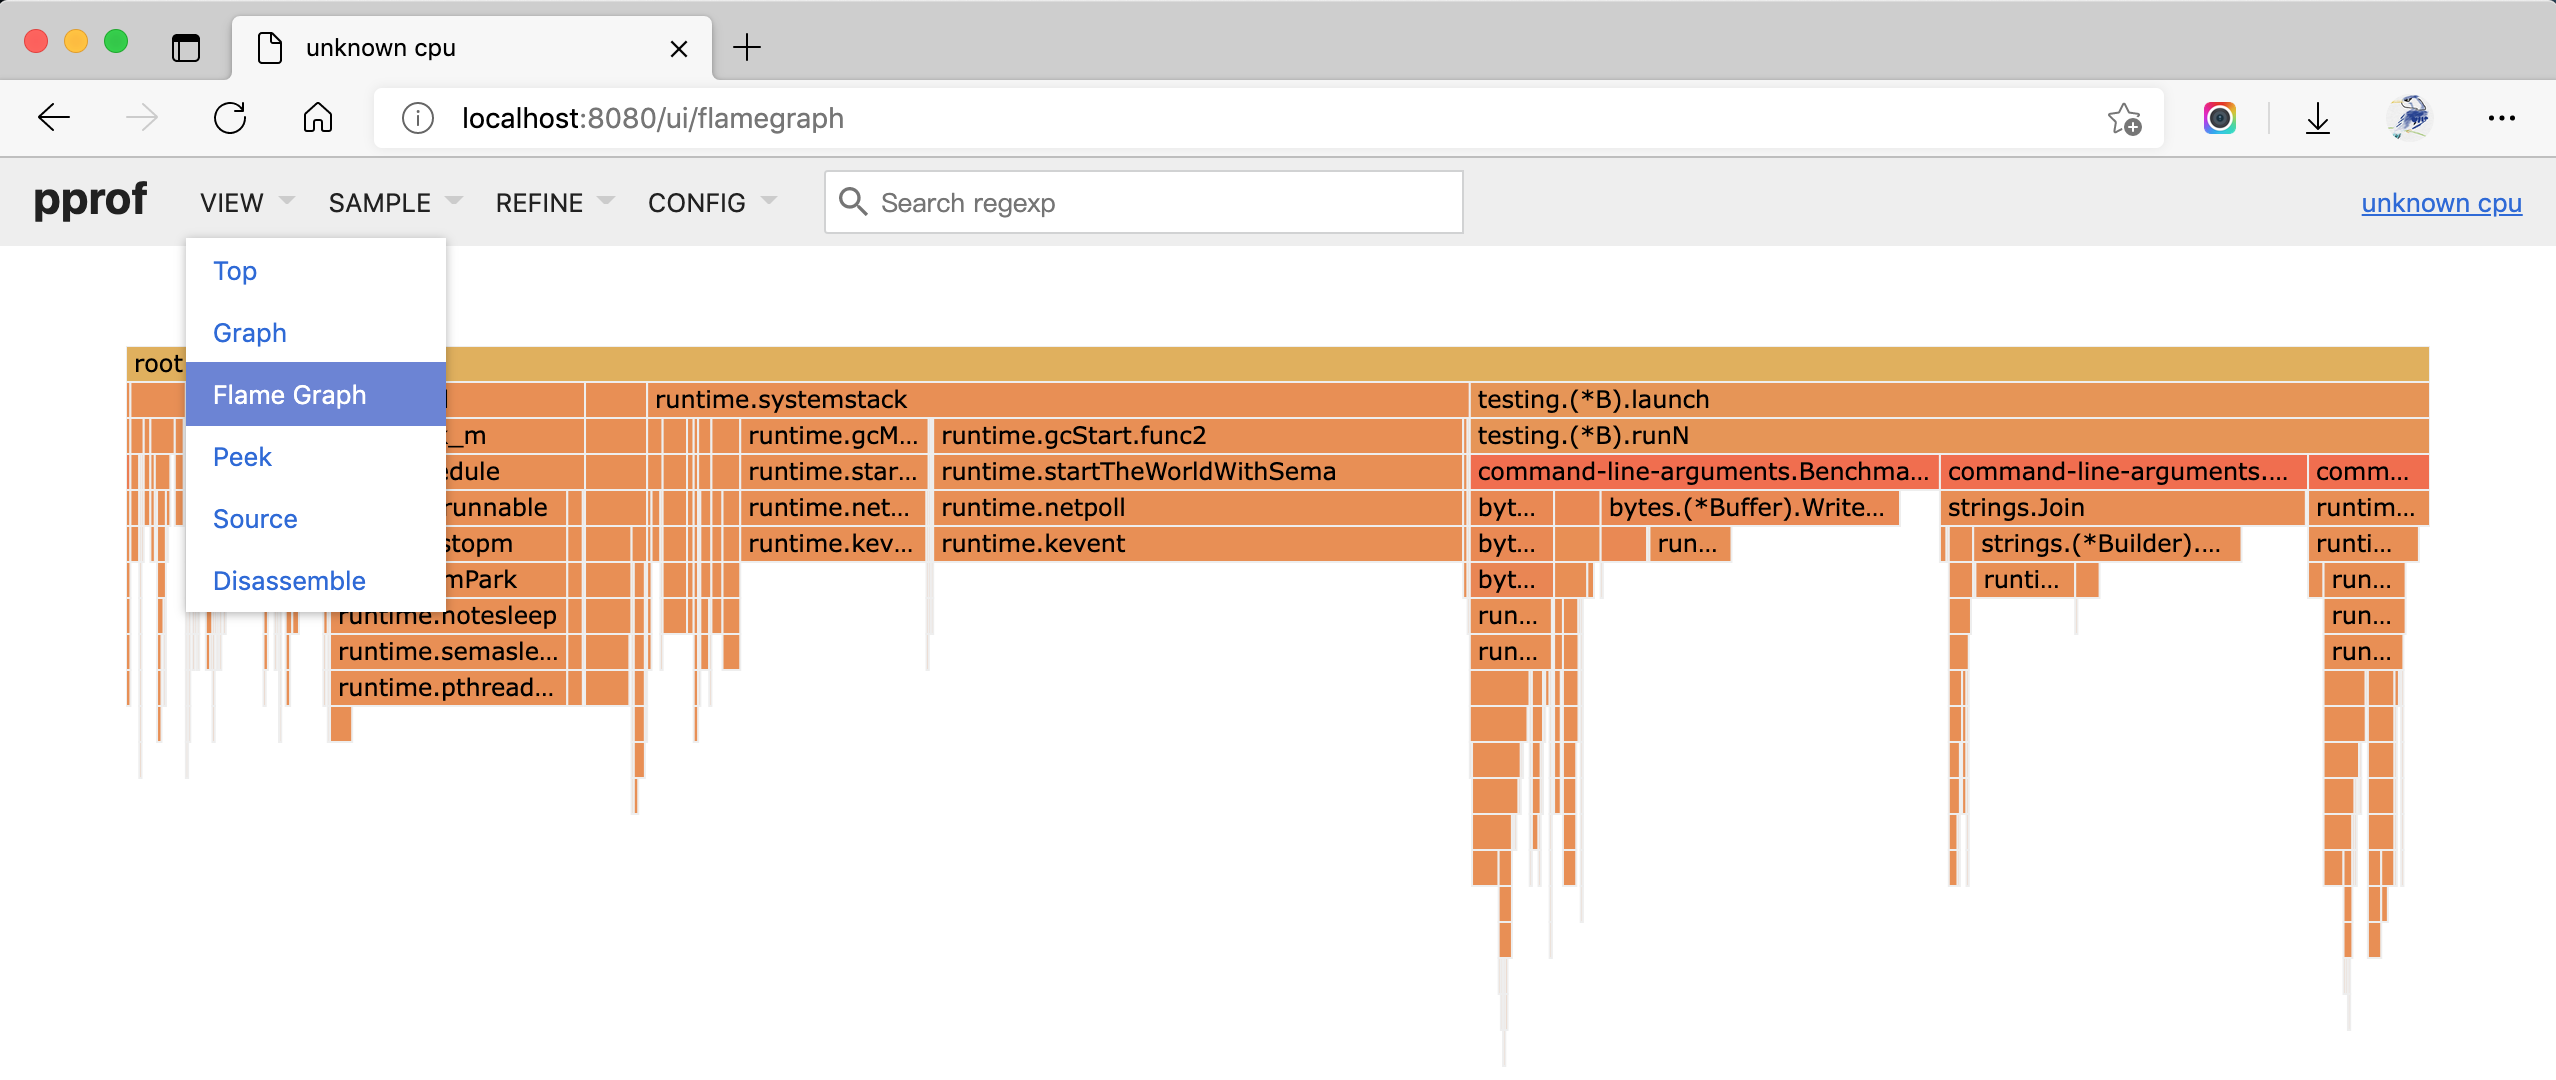 unknown cpu
localhost:8080/ui/flamegraph
pprof VIEW SAMPLE REFINE CONFIG Search regexp unknown cpu
Top
Graph
Flame Graph
Peek
Source
Disassemble
root
runtime.systemstack testing.(*B).launch
_m runtime.gcM... runtime.gcStart.func2 testing.(*B).runN
edule runtime.star... runtime.startTheWorldWithSema command-line-arguments.Benchma... command-line-arguments.... comm...
runnable runtime.net... runtime.netpoll byt... bytes.(*Buffer).Write... strings.Join runtim...
stopm runtime.kev... runtime.kevent byt... run... strings.(*Builder).... runti...
mPark byt... runti... run...
runtime.notesleep run... run...
runtime.semasle... run... run...
runtime.pthread...